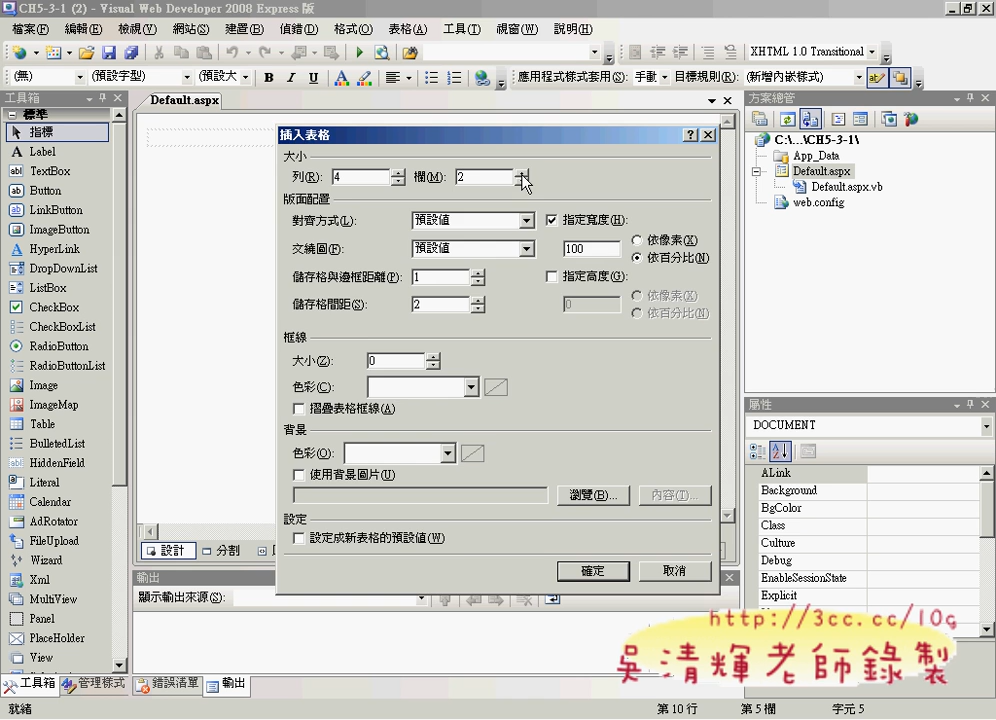 CH5-3-1 (2) - Visual Web Developer 2008 Express 版
檔案(F) 編輯(E) 檢視(V) 網站(S) 建置(B) 偵錯(D) 格式(O) 表格(A) 工具(T) 視窗(W) 說明(H)
XHTML 1.0 Transitional
(無) (預設字型) (預設大 B I U 應用程式樣式套用(S): 手動 目標規則(R): (新增內嵌樣式)
工具箱
標準
指標
Label
TextBox
Button
LinkButton
ImageButton
HyperLink
DropDownList
ListBox
CheckBox
CheckBoxList
RadioButton
RadioButtonList
Image
ImageMap
Table
BulletedList
HiddenField
Literal
Calendar
AdRotator
FileUpload
Wizard
Xml
MultiView
Panel
PlaceHolder
View
工具箱 管理樣式
Default.aspx
插入表格
大小
列(R): 4 欄(M): 2
版面配置
對齊方式(L): 預設值 指定寬度(H):
交繞圖(F): 預設值 100 依像素(X)
依百分比(N)
儲存格與邊框距離(P): 1 指定高度(G):
儲存格間距(S): 2 0 依像素(X)
依百分比(N)
框線
大小(Z): 0
色彩(C):
摺疊表格框線(A)
背景
色彩(O):
使用背景圖片(U)
瀏覽(B)... 內容(I)...
設定
設定成新表格的預設值(W)
確定 取消
設計 分割
輸出
顯示輸出來源(S):
錯誤清單 輸出
方案總管
C:\...\CH5-3-1\
App_Data
Default.aspx
Default.aspx.vb
web.config
屬性
DOCUMENT
ALink
Background
BgColor
Class
Culture
Debug
EnableSessionState
Explicit
http://3cc.cc/10g
吳清輝老師錄製
就緒 第 10 行 第 5 欄 字元 5